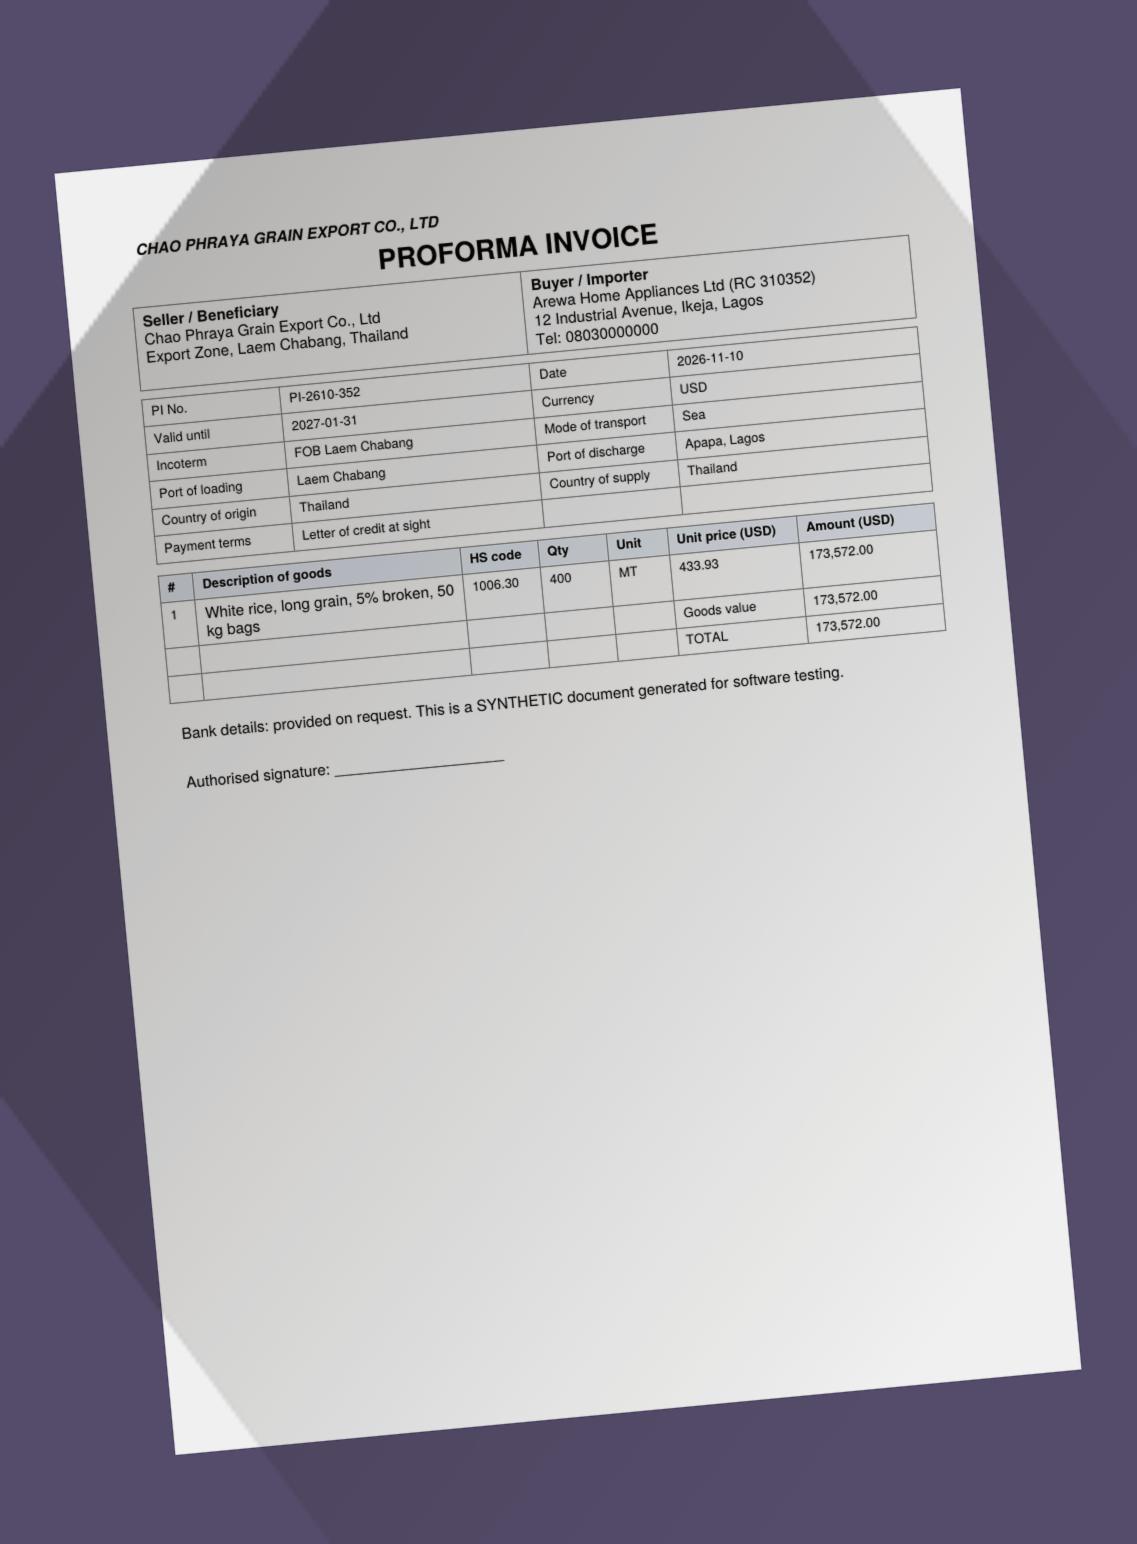 CHAO PHRAYA GRAIN EXPORT CO., LTD
PROFORMA INVOICE
Seller / Beneficiary
Chao Phraya Grain Export Co., Ltd
Export Zone, Laem Chabang, Thailand
Buyer / Importer
Arewa Home Appliances Ltd (RC 310352)
12 Industrial Avenue, Ikeja, Lagos
Tel: 08030000000
PI No. PI-2610-352 Date 2026-11-10
Valid until 2027-01-31 Currency USD
Incoterm FOB Laem Chabang Mode of transport Sea
Port of loading Laem Chabang Port of discharge Apapa, Lagos
Country of origin Thailand Country of supply Thailand
Payment terms Letter of credit at sight
# Description of goods HS code Qty Unit Unit price (USD) Amount (USD)
1 White rice, long grain, 5% broken, 50 1006.30 400 MT 433.93 173,572.00
kg bags
Goods value 173,572.00
TOTAL 173,572.00
Bank details: provided on request. This is a SYNTHETIC document generated for software testing.
Authorised signature: ____________________